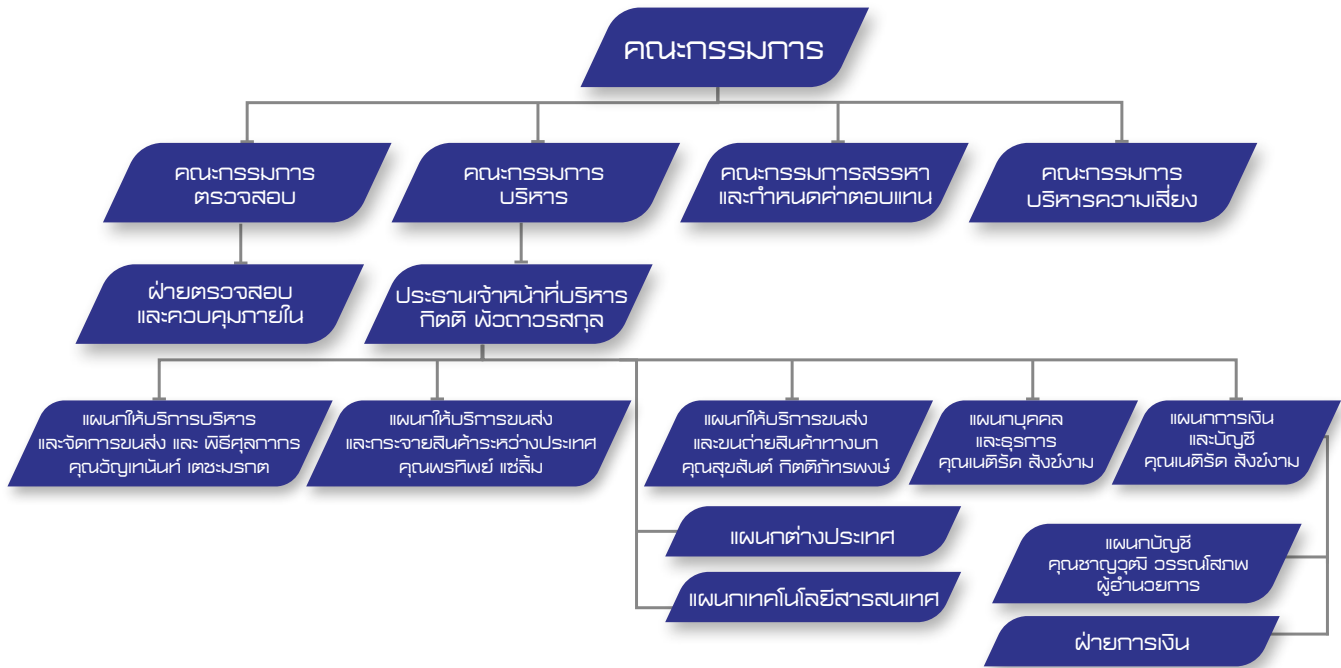 คณะกรรมการ
คณะกรรมการ
ตรวจสอบ
คณะกรรมการ
บริหาร
คณะกรรมการสรรหา
และกำหนดค่าตอบแทน
คณะกรรมการ
บริหารความเสี่ยง
ฝ่ายตรวจสอบ
และควบคุมภายใน
ประธานเจ้าหน้าที่บริหาร
กิตติ พัวถาวรสกุล
แผนกให้บริการบริหาร
และจัดการขนส่ง และ พิธีศุลกากร
คุณวัญเทนันท์ เตชะมรกต
แผนกให้บริการขนส่ง
และกระจายสินค้าระหว่างประเทศ
คุณพรทิพย์ แซ่ลิ้ม
แผนกให้บริการขนส่ง
และขนถ่ายสินค้าทางบก
คุณสุขสันต์ กิตติภัทรพงษ์
แผนกบุคคล
และธุรการ
คุณเนติรัด สังข์งาม
แผนกการเงิน
และบัญชี
คุณเนติรัด สังข์งาม
แผนกต่างประเทศ
แผนกเทคโนโลยีสารสนเทศ
แผนกบัญชี
คุณชาญวุฒิ วรรณโสภพ
ผู้อำนวยการ
ฝ่ายการเงิน